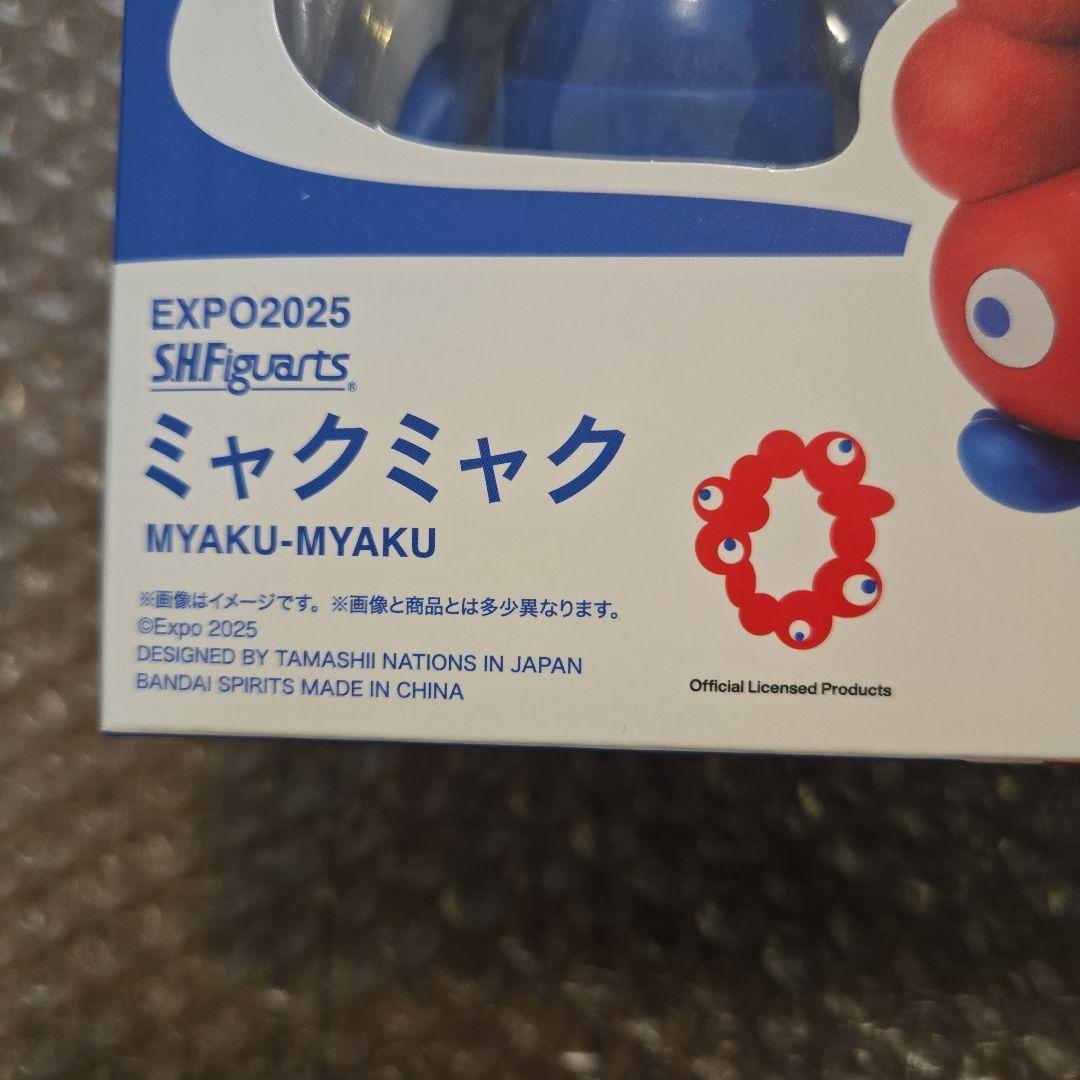 EXPO2025
S.H.Figuarts®
ミャクミャク
MYAKU-MYAKU
※画像はイメージです。※画像と商品とは多少異なります。
©Expo 2025
DESIGNED BY TAMASHII NATIONS IN JAPAN
BANDAI SPIRITS MADE IN CHINA
Official Licensed Products